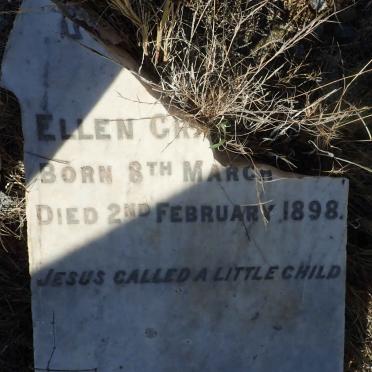 ELLEN
BORN 8TH MARCH
DIED 2ND FEBRUARY 1898.
JESUS CALLED A LITTLE CHILD